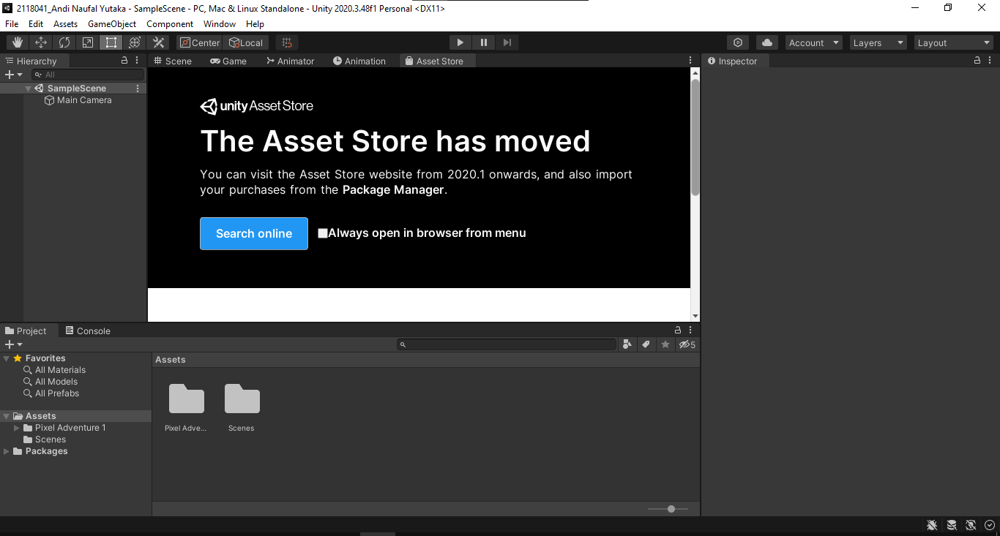 2118041_Andi Naufal Yutaka - SampleScene - PC, Mac & Linux Standalone - Unity 2020.3.48f1 Personal <DX11>
File Edit Assets GameObject Component Window Help
Center Local Account Layers Layout
Hierarchy
All
SampleScene
Main Camera
Scene Game Animator Animation Asset Store
unity Asset Store
The Asset Store has moved
You can visit the Asset Store website from 2020.1 onwards, and also import
your purchases from the Package Manager.
Search online Always open in browser from menu
Inspector
Project Console
5
Favorites
All Materials
All Models
All Prefabs
Assets
Pixel Adventure 1
Scenes
Packages
Assets
Pixel Adve... Scenes